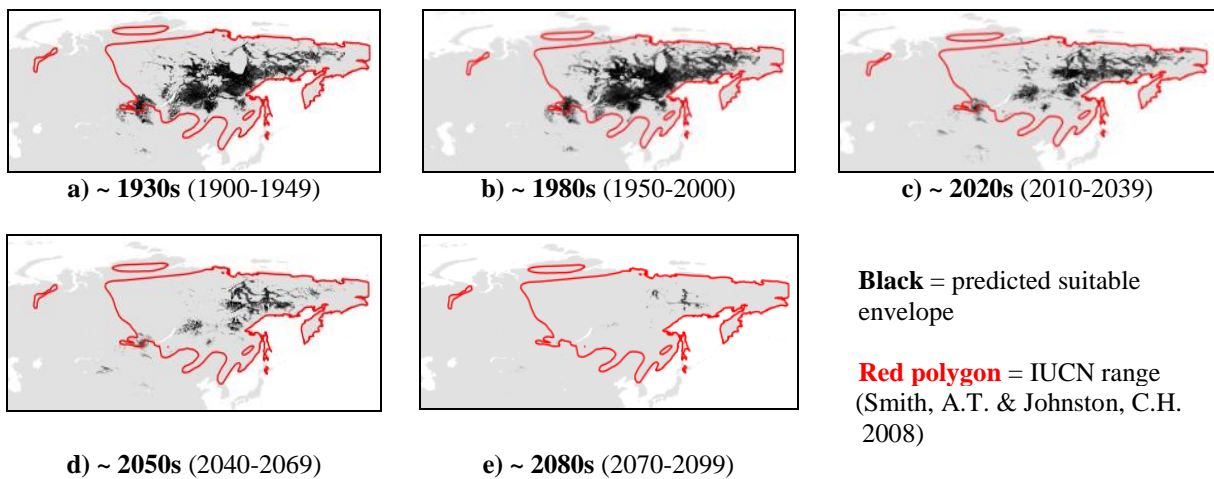 a) ~ 1930s (1900-1949)
b) ~ 1980s (1950-2000)
c) ~ 2020s (2010-2039)
d) ~ 2050s (2040-2069)
e) ~ 2080s (2070-2099)
Black = predicted suitable
envelope
Red polygon = IUCN range
(Smith, A.T. & Johnston, C.H.
2008)